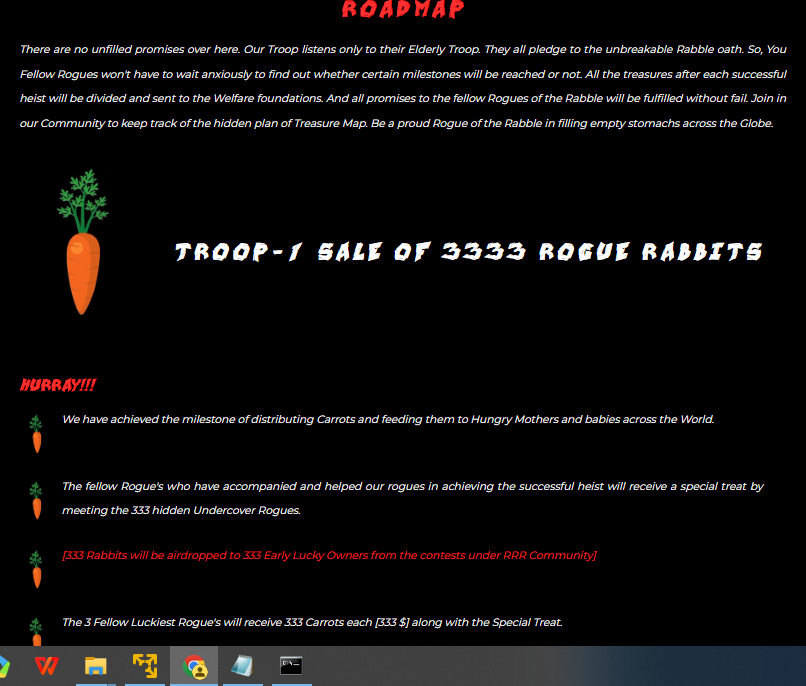 ROADMAP
There are no unfilled promises over here. Our Troop listens only to their Elderly Troop. They all pledge to the unbreakable Rabble oath. So, You
Fellow Rogues won't have to wait anxiously to find out whether certain milestones will be reached or not. All the treasures after each successful
heist will be divided and sent to the Welfare foundations. And all promises to the fellow Rogues of the Rabble will be fulfilled without fail. Join in
our Community to keep track of the hidden plan of Treasure Map. Be a proud Rogue of the Rabble in filling empty stomachs across the Globe.
TROOP-1 SALE OF 3333 ROGUE RABBITS
HURRAY!!!
We have achieved the milestone of distributing Carrots and feeding them to Hungry Mothers and babies across the World.
The fellow Rogue's who have accompanied and helped our rogues in achieving the successful heist will receive a special treat by
meeting the 333 hidden Undercover Rogues.
[333 Rabbits will be airdropped to 333 Early Lucky Owners from the contests under RRR Community]
The 3 Fellow Luckiest Rogue's will receive 333 Carrots each [333 $] along with the Special Treat.